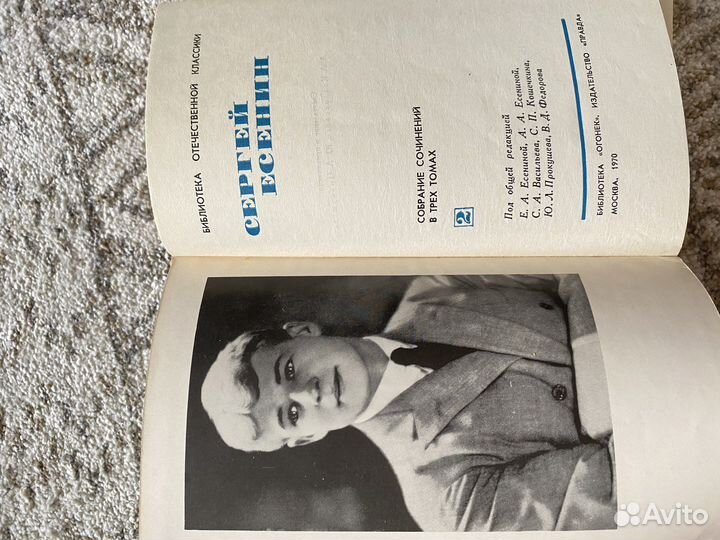 БИБЛИОТЕКА ОТЕЧЕСТВЕННОЙ КЛАССИКИ
СЕРГЕЙ
ЕСЕНИН
СОБРАНИЕ СОЧИНЕНИЙ
В ТРЕХ ТОМАХ
2
Под общей редакцией
Е. А. Есениной, А. А. Есениной,
С. А. Васильева, С. П. Кошечкина,
Ю. Л. Прокушева, В. Д. Федорова
БИБЛИОТЕКА «ОГОНЕК». ИЗДАТЕЛЬСТВО «ПРАВДА»
МОСКВА, 1970
Avito